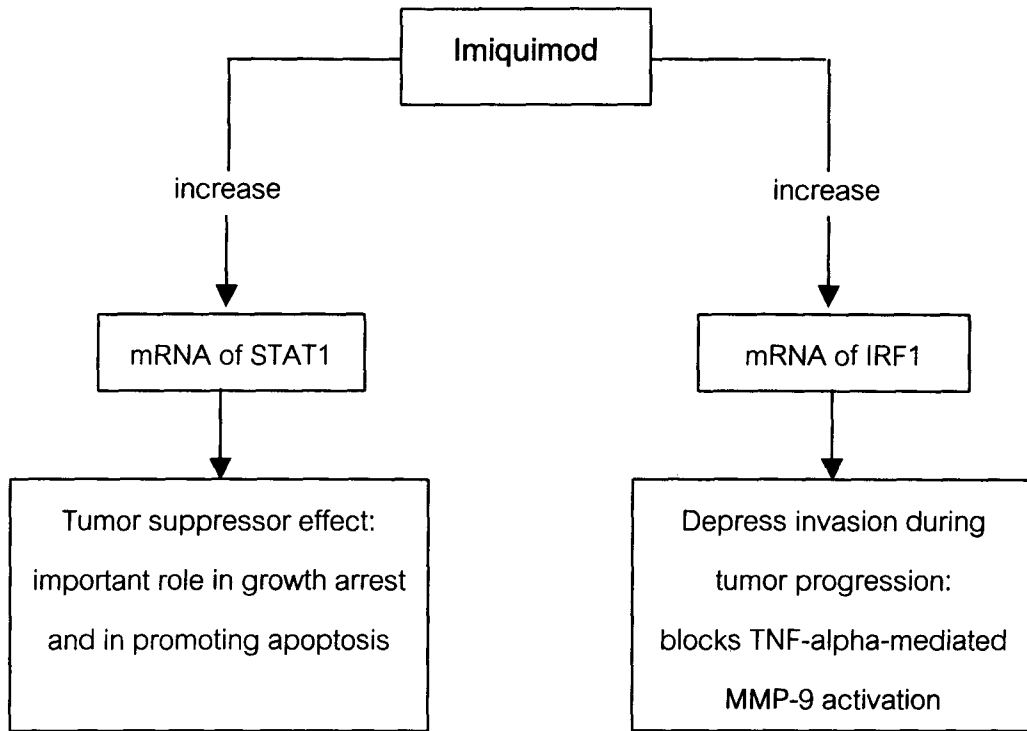 Imiquimod
increase
increase
mRNA of STAT1
mRNA of IRF1
Tumor suppressor effect:
important role in growth arrest
and in promoting apoptosis
Depress invasion during
tumor progression:
blocks TNF-alpha-mediated
MMP-9 activation